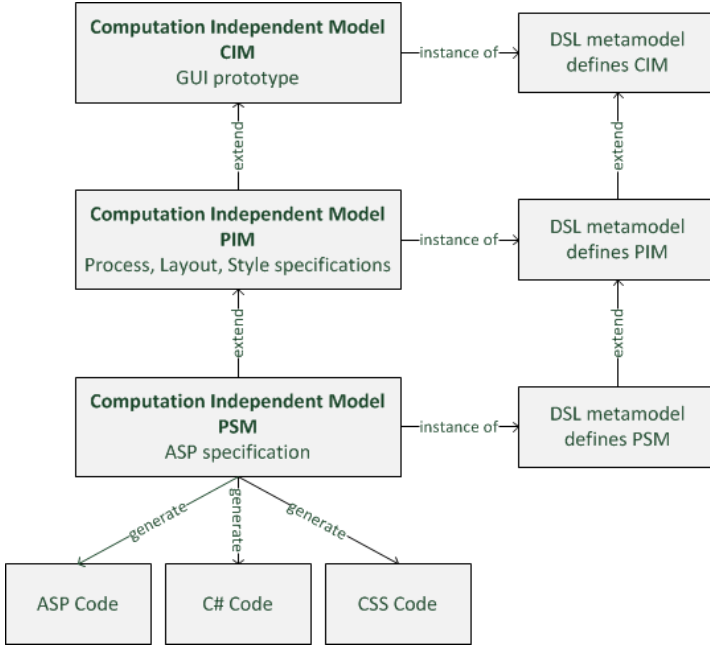 Computation Independent Model
CIM
GUI prototype
instance of
DSL metamodel
defines CIM
extend
extend
Computation Independent Model
PIM
Process, Layout, Style specifications
instance of
DSL metamodel
defines PIM
extend
extend
Computation Independent Model
PSM
ASP specification
instance of
DSL metamodel
defines PSM
generate
generate
generate
ASP Code
C# Code
CSS Code